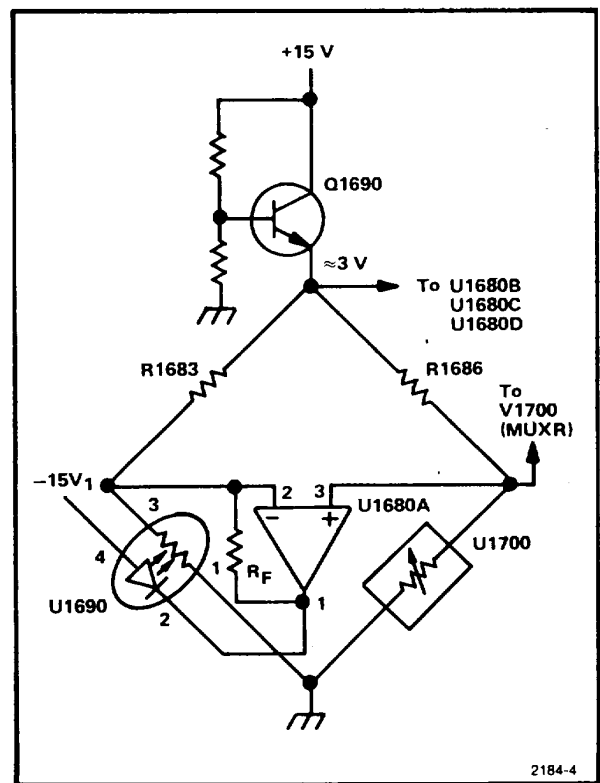 +15 V
Q1690
≈3 V
To U1680B
U1680C
U1680D
R1683
R1686
To
V1700
(MUXR)
−15V 1
2
3
U1680A
3
4
1
RF
U1700
U1690
2
1
2184-4